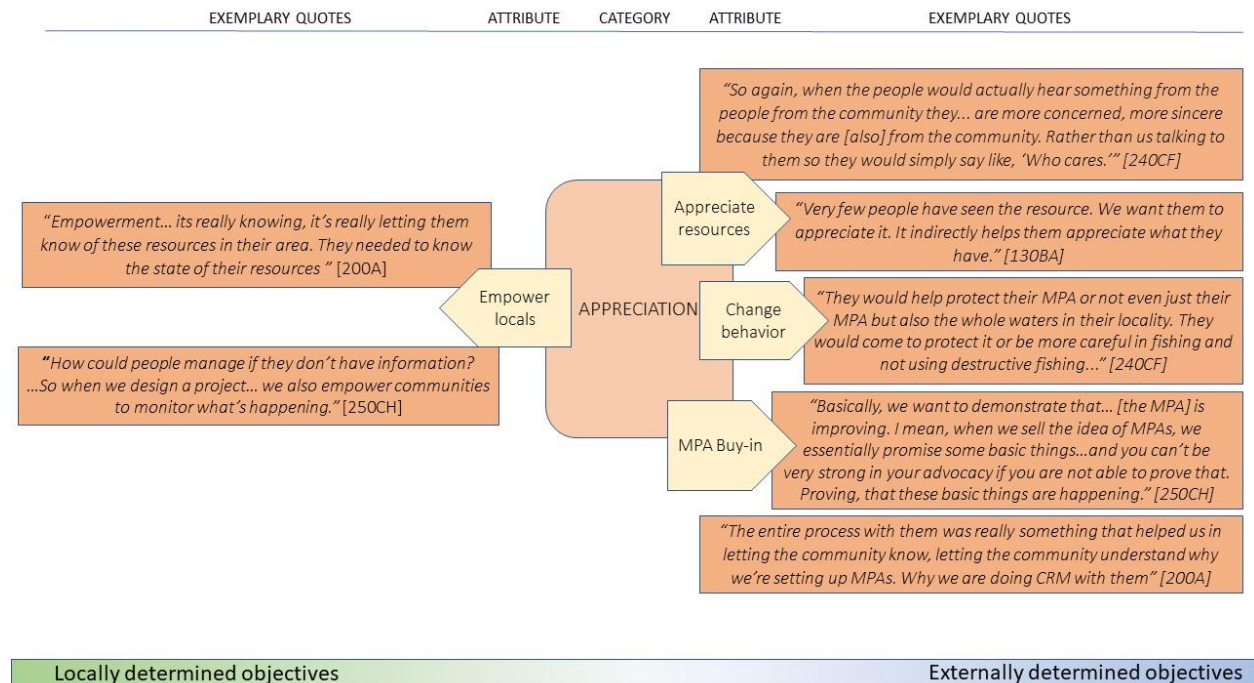 EXEMPLARY QUOTES ATTRIBUTE CATEGORY ATTRIBUTE EXEMPLARY QUOTES
“Empowerment… its really knowing, it’s really letting them
know of these resources in their area. They needed to know
the state of their resources ” [200A]
“How could people manage if they don’t have information?
…So when we design a project… we also empower communities
to monitor what’s happening.” [250CH]
Empower
locals
APPRECIATION
Appreciate
resources
Change
behavior
MPA Buy-in
“So again, when the people would actually hear something from the
people from the community they... are more concerned, more sincere
because they are [also] from the community. Rather than us talking to
them so they would simply say like, ‘Who cares.’” [240CF]
“Very few people have seen the resource. We want them to
appreciate it. It indirectly helps them appreciate what they
have.” [130BA]
“They would help protect their MPA or not even just their
MPA but also the whole waters in their locality. They
would come to protect it or be more careful in fishing and
not using destructive fishing...” [240CF]
“Basically, we want to demonstrate that… [the MPA] is
improving. I mean, when we sell the idea of MPAs, we
essentially promise some basic things…and you can’t be
very strong in your advocacy if you are not able to prove that.
Proving, that these basic things are happening.” [250CH]
“The entire process with them was really something that helped us in
letting the community know, letting the community understand why
we’re setting up MPAs. Why we are doing CRM with them” [200A]
Locally determined objectives Externally determined objectives